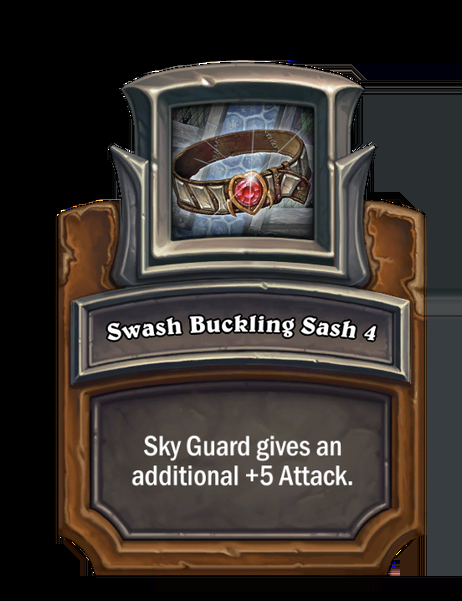 Swash Buckling Sash 4
Sky Guard gives an
additional +5 Attack.